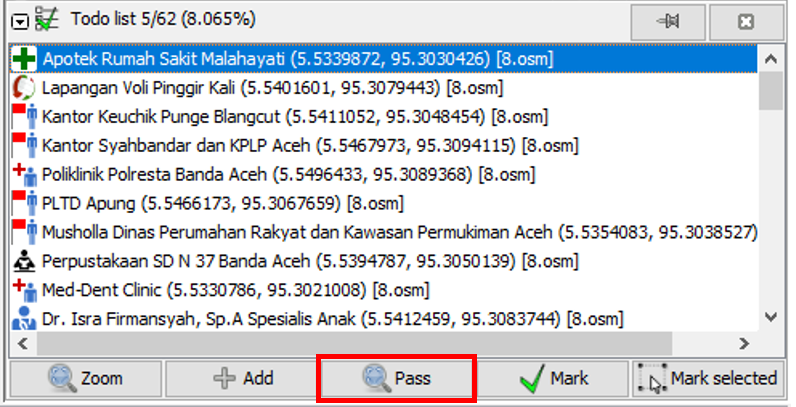 Todo list 5/62 (8.065%)
Apotek Rumah Sakit Malahayati (5.5339872, 95.3030426) [8.osm]
Lapangan Voli Pinggir Kali (5.5401601, 95.3079443) [8.osm]
Kantor Keuchik Punge Blangcut (5.5411052, 95.3048454) [8.osm]
Kantor Syahbandar dan KPLP Aceh (5.5467973, 95.3094115) [8.osm]
Poliklinik Polresta Banda Aceh (5.5496433, 95.3089368) [8.osm]
PLTD Apung (5.5466173, 95.3067659) [8.osm]
Musholla Dinas Perumahan Rakyat dan Kawasan Permukiman Aceh (5.5354083, 95.3038527)
Perpustakaan SD N 37 Banda Aceh (5.5394787, 95.3050139) [8.osm]
Med-Dent Clinic (5.5330786, 95.3021008) [8.osm]
Dr. Isra Firmansyah, Sp.A Spesialis Anak (5.5412459, 95.3083744) [8.osm]
Zoom Add Pass Mark Mark selected